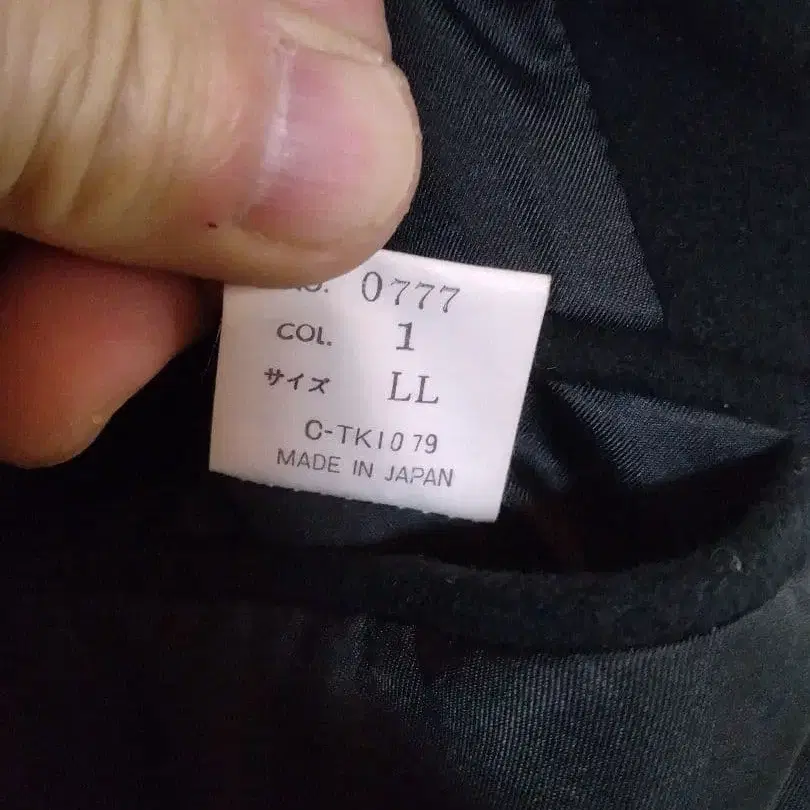 0777
COL. 1
サイズ LL
C-TK1079
MADE IN JAPAN